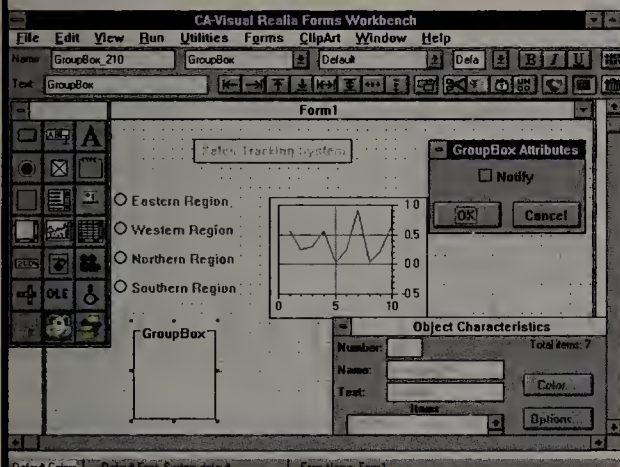 CA-Visual Realia Forms Workbench
File Edit View Run Utilities Forms ClipArt Window Help
Name GroupBox_210 GroupBox Default Defa B I U
Text GroupBox
Form1
A
Sales Tracking System
GroupBox Attributes
Notify
OK Cancel
Eastern Region
Western Region
Northern Region
Southern Region
1.0
0.5
0.0
-0.5
0 5 10
OLE
GroupBox
Object Characteristics
Number: Total items: 7
Name:
Text:
Color...
Items
Options...